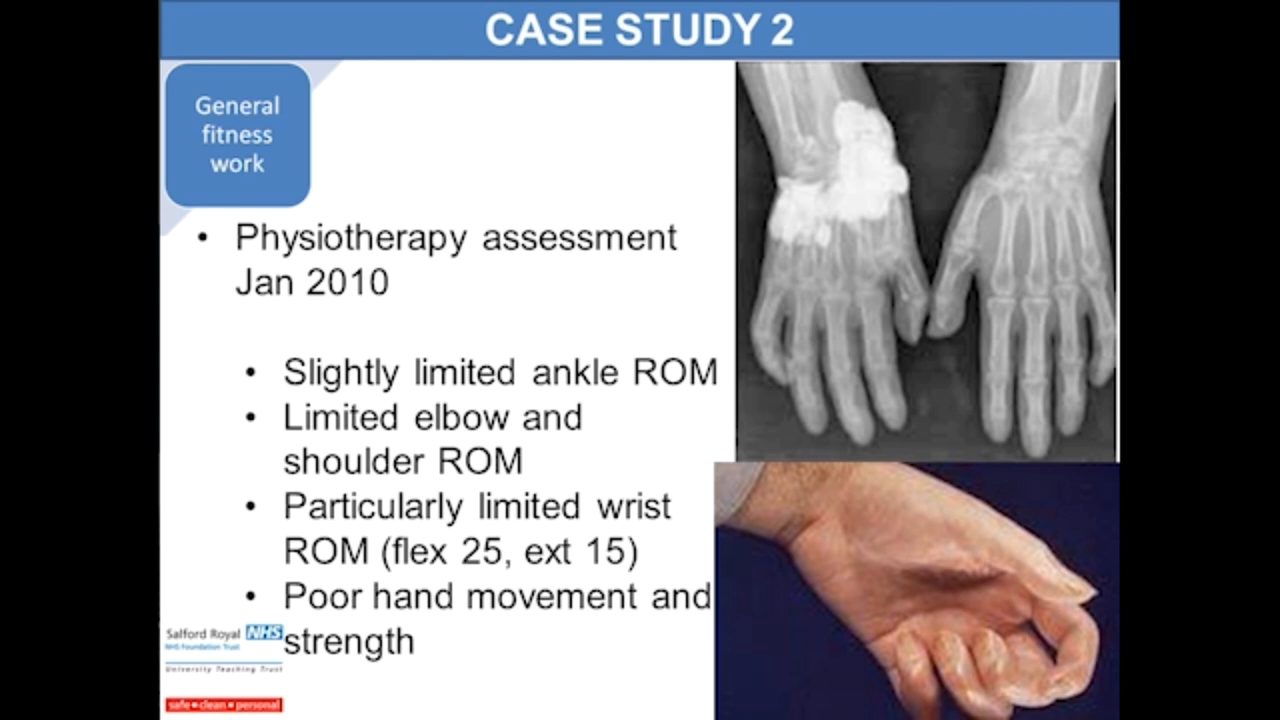 CASE STUDY 2
General
fitness
work
• Physiotherapy assessment
Jan 2010
• Slightly limited ankle ROM
• Limited elbow and
shoulder ROM
• Particularly limited wrist
ROM (flex 25, ext 15)
• Poor hand movement and
strength
Salford Royal NHS
NHS Foundation Trust
University Teaching Trust
safe • clean • personal